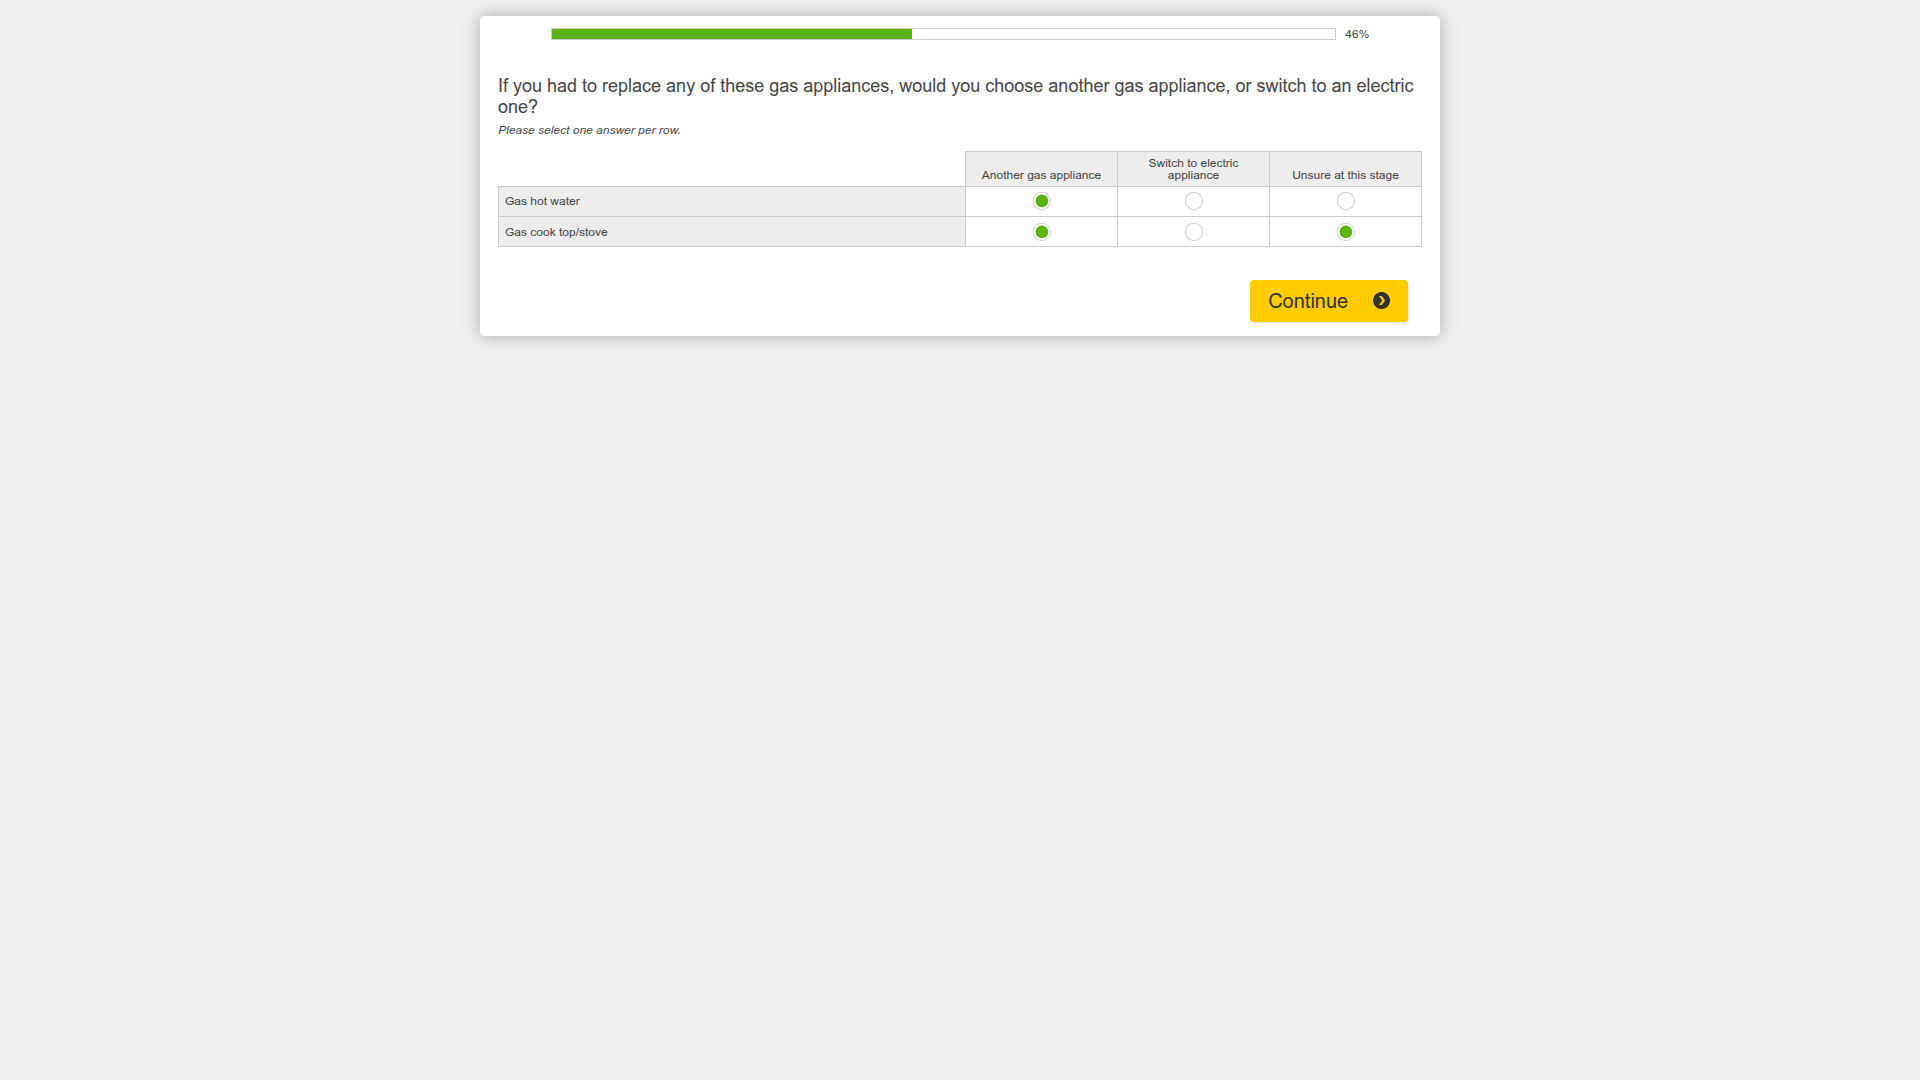 46%
If you had to replace any of these gas appliances, would you choose another gas appliance, or switch to an electric
one?
Please select one answer per row.
Another gas appliance
Switch to electric
appliance
Unsure at this stage
Gas hot water
Gas cook top/stove
Continue